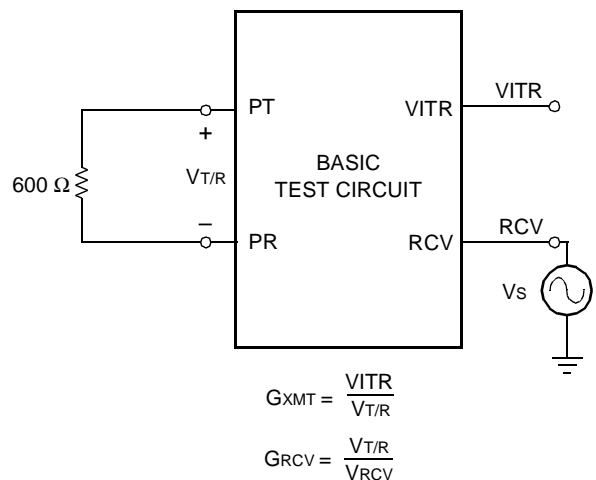 PT
VITR
VITR
+
BASIC
TEST CIRCUIT
600 Ω
VT/R
−
PR
RCV
RCV
VS
GXMT = VITR / VT/R
GRCV = VT/R / VRCV